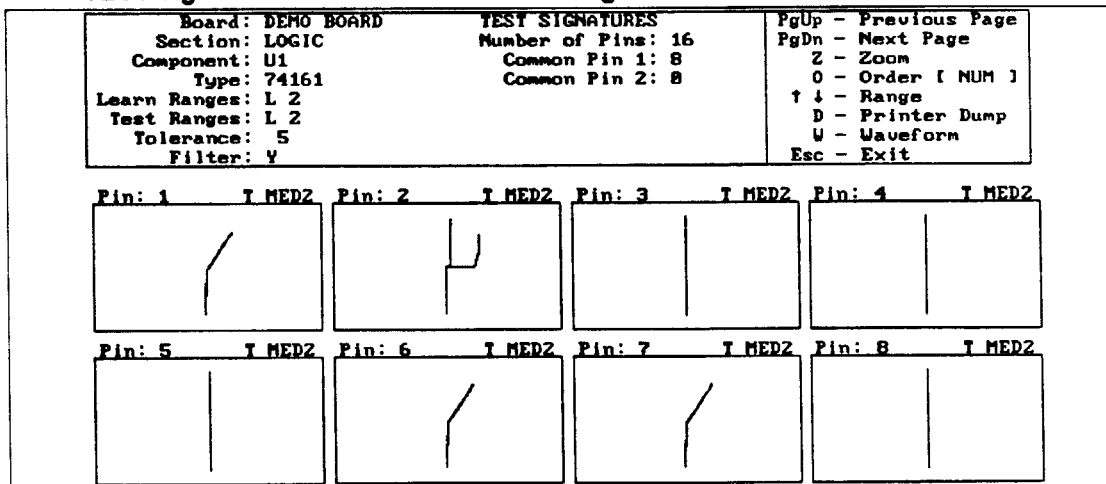 Board: DEMO BOARD TEST SIGNATURES PgUp - Previous Page
Section: LOGIC Number of Pins: 16 PgDn - Next Page
Component: U1 Common Pin 1: 8 Z - Zoom
Type: 74161 Common Pin 2: 0 O - Order [ NUM ]
Learn Ranges: L 2 ↑ ↓ - Range
Test Ranges: L 2 D - Printer Dump
Tolerance: 5 W - Waveform
Filter: Y Esc - Exit
Pin: 1 T MED2 Pin: 2 T MED2 Pin: 3 T MED2 Pin: 4 T MED2
Pin: 5 T MED2 Pin: 6 T MED2 Pin: 7 T MED2 Pin: 8 T MED2